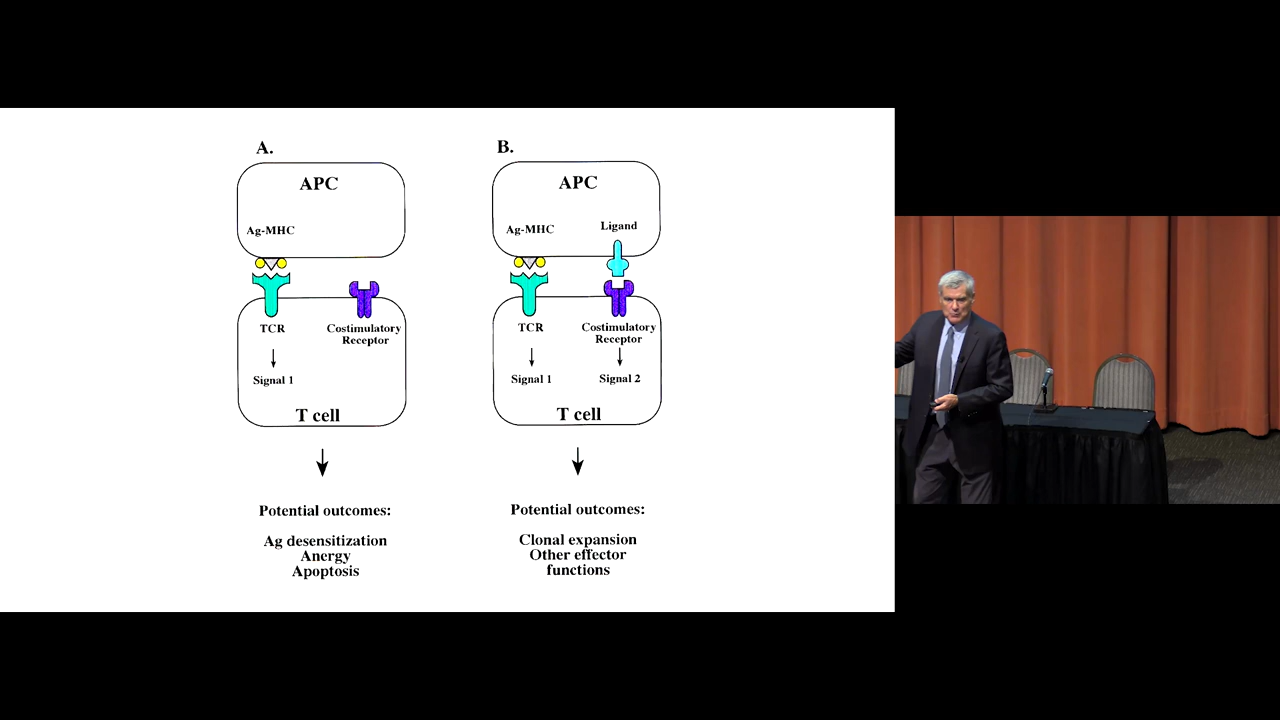 A.
APC
Ag-MHC
TCR
Costimulatory
Receptor
Signal 1
T cell
Potential outcomes:
Ag desensitization
Anergy
Apoptosis
B.
APC
Ag-MHC
Ligand
TCR
Costimulatory
Receptor
Signal 1
Signal 2
T cell
Potential outcomes:
Clonal expansion
Other effector
functions